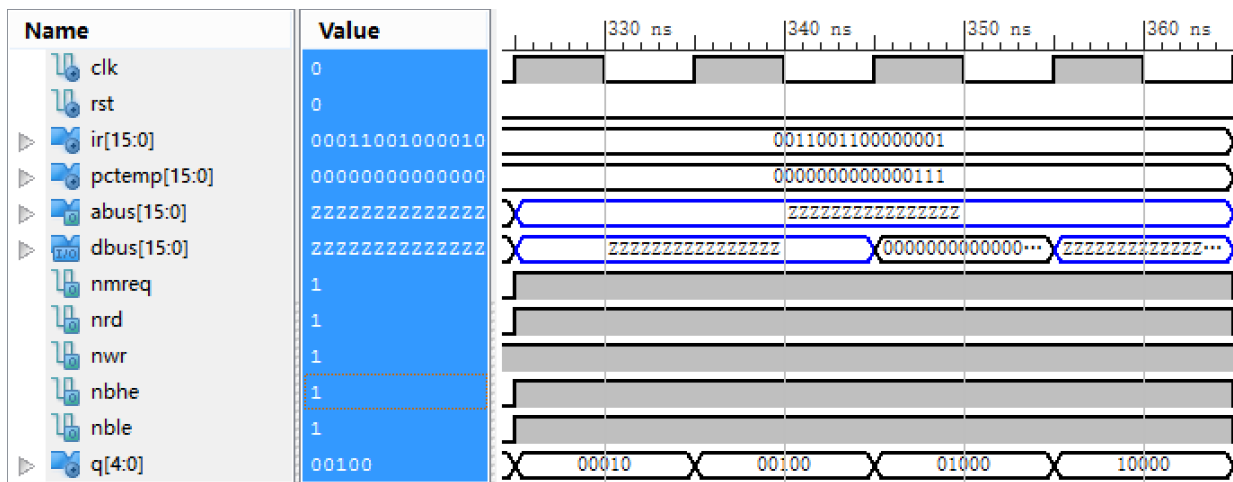 Name Value 330 ns 340 ns 350 ns 360 ns
clk 0
rst 0
ir[15:0] 00011001000010 0011001100000001
pctemp[15:0] 00000000000000 0000000000000111
abus[15:0] ZZZZZZZZZZZZZZ ZZZZZZZZZZZZZZZZ
I/O dbus[15:0] ZZZZZZZZZZZZZZ ZZZZZZZZZZZZZZZZ 0000000000000... ZZZZZZZZZZZZZ...
nmreq 1
nrd 1
nwr 1
nbhe 1
nble 1
q[4:0] 00100 00010 00100 01000 10000